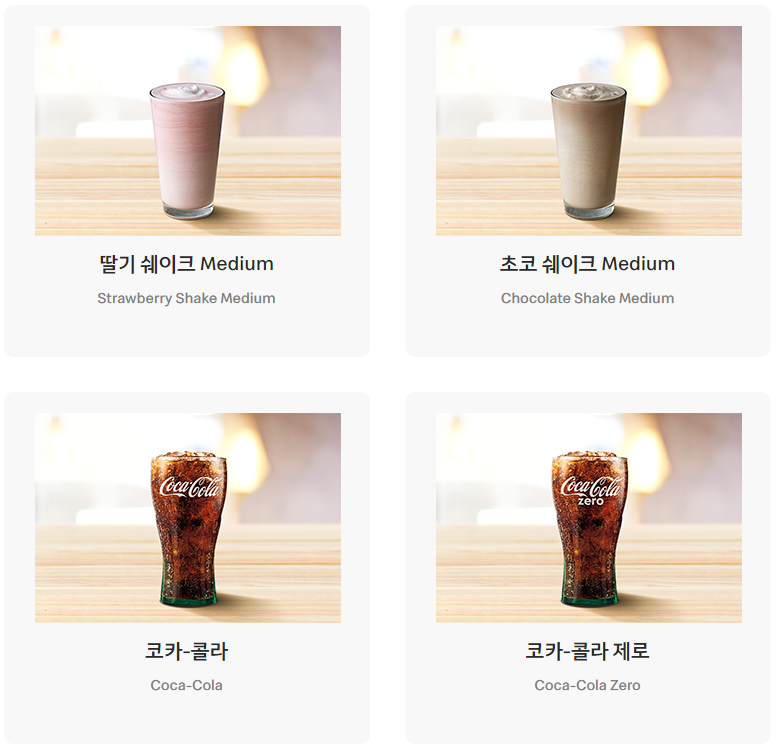 딸기 쉐이크 Medium
Strawberry Shake Medium
초코 쉐이크 Medium
Chocolate Shake Medium
Coca-Cola
코카-콜라
Coca-Cola
Coca-Cola
zero
코카-콜라 제로
Coca-Cola Zero